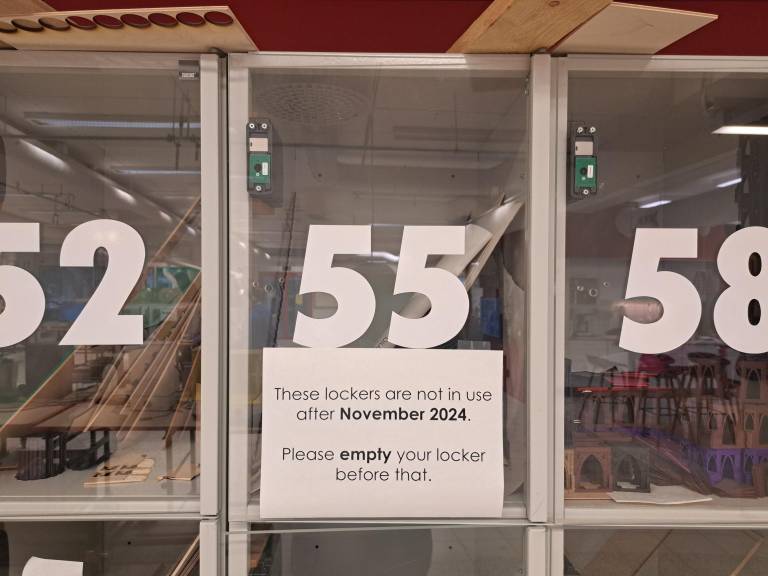 52
55
58
These lockers are not in use
after November 2024.
Please empty your locker
before that.